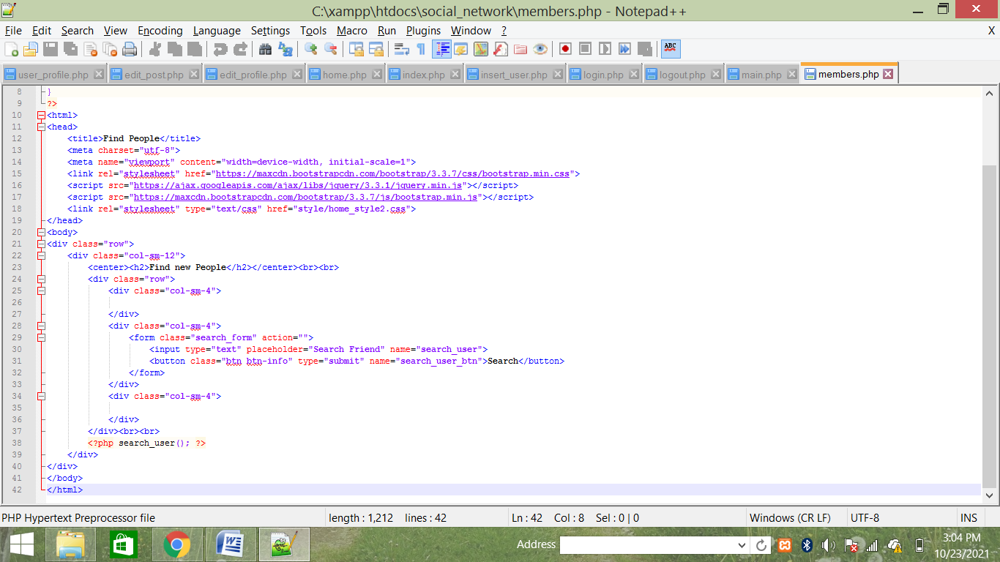 C:\xampp\htdocs\social_network\members.php - Notepad++
File Edit Search View Encoding Language Settings Tools Macro Run Plugins Window ? X
ABC
user_profile.php edit_post.php edit_profile.php home.php index.php insert_user.php login.php logout.php main.php members.php
8 }
9 ?>
10 <html>
11 <head>
12 <title>Find People</title>
13 <meta charset="utf-8">
14 <meta name="viewport" content="width=device-width, initial-scale=1">
15 <link rel="stylesheet" href="https://maxcdn.bootstrapcdn.com/bootstrap/3.3.7/css/bootstrap.min.css">
16 <script src="https://ajax.googleapis.com/ajax/libs/jquery/3.3.1/jquery.min.js"></script>
17 <script src="https://maxcdn.bootstrapcdn.com/bootstrap/3.3.7/js/bootstrap.min.js"></script>
18 <link rel="stylesheet" type="text/css" href="style/home_style2.css">
19 </head>
20 <body>
21 <div class="row">
22 <div class="col-sm-12">
23 <center><h2>Find new People</h2></center><br><br>
24 <div class="row">
25 <div class="col-sm-4">
26
27 </div>
28 <div class="col-sm-4">
29 <form class="search_form" action="">
30 <input type="text" placeholder="Search Friend" name="search_user">
31 <button class="btn btn-info" type="submit" name="search_user_btn">Search</button>
32 </form>
33 </div>
34 <div class="col-sm-4">
35
36 </div>
37 </div><br><br>
38 <?php search_user(); ?>
39 </div>
40 </div>
41 </body>
42 </html>
PHP Hypertext Preprocessor file length : 1,212 lines : 42 Ln : 42 Col : 8 Sel : 0 | 0 Windows (CR LF) UTF-8 INS
Address 3:04 PM
10/23/2021